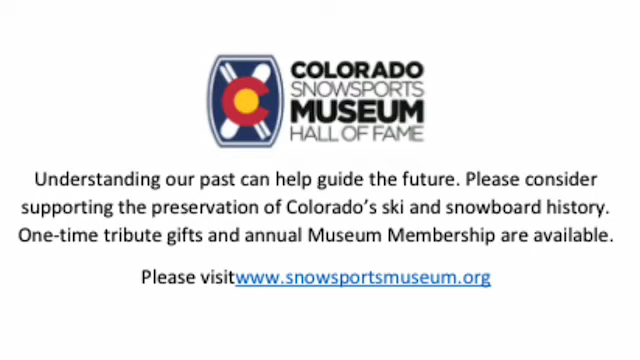 COLORADO
SNOWSPORTS
MUSEUM
HALL OF FAME
Understanding our past can help guide the future. Please consider
supporting the preservation of Colorado’s ski and snowboard history.
One-time tribute gifts and annual Museum Membership are available.
Please visitwww.snowsportsmuseum.org